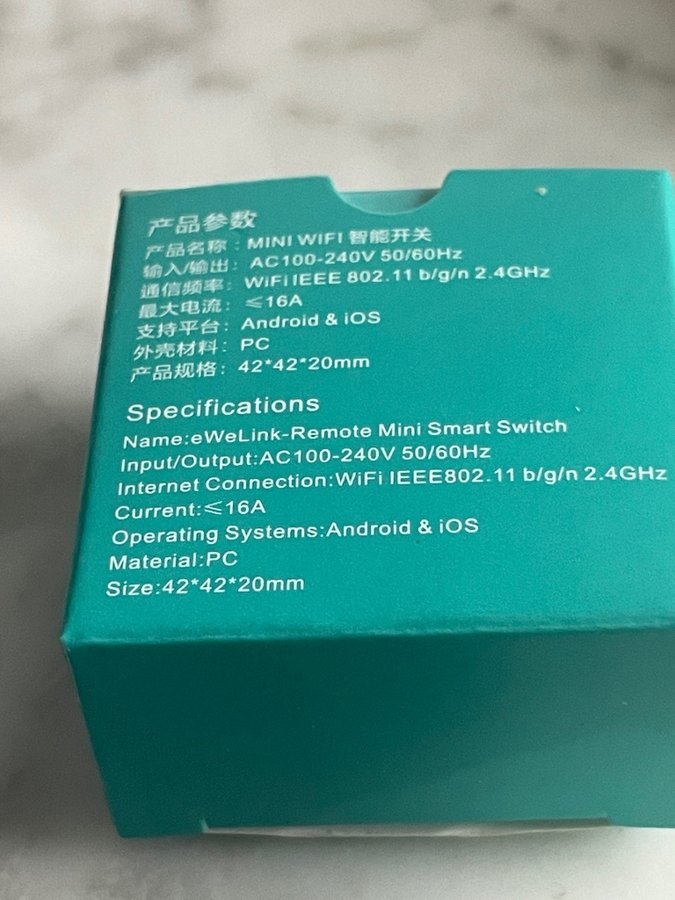 产品参数
产品名称：MINI WIFI 智能开关
输入/输出：AC100-240V 50/60Hz
通信频率：WiFi IEEE 802.11 b/g/n 2.4GHz
最大电流：≤16A
支持平台：Android & iOS
外壳材料：PC
产品规格：42*42*20mm
Specifications
Name:eWeLink-Remote Mini Smart Switch
Input/Output:AC100-240V 50/60Hz
Internet Connection:WiFi IEEE802.11 b/g/n 2.4GHz
Current:≤16A
Operating Systems:Android & iOS
Material:PC
Size:42*42*20mm